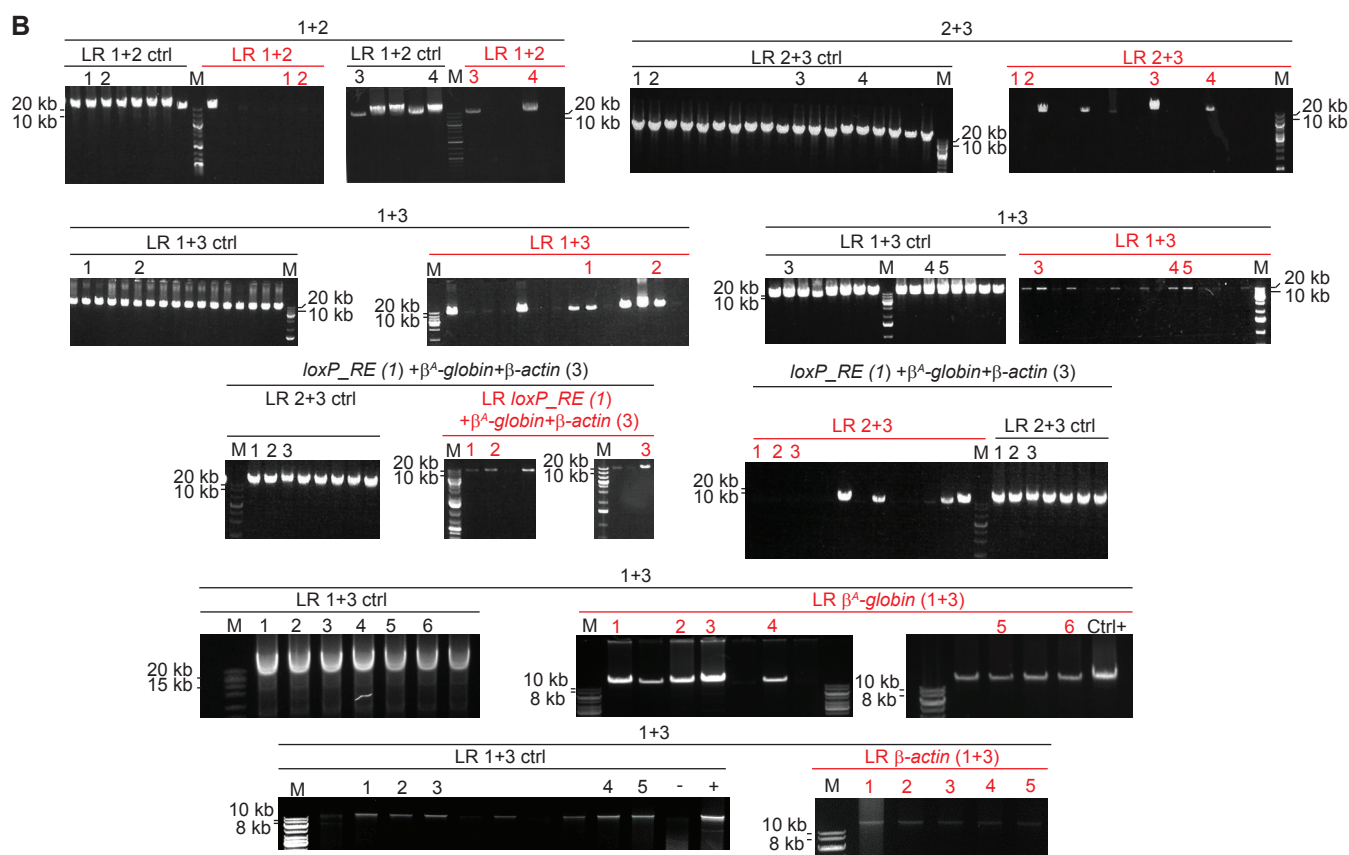 B
1+2
LR 1+2 ctrl LR 1+2 LR 1+2 ctrl LR 1+2
1 2 M 1 2 3 4 M 3 4
20 kb
10 kb
20 kb
10 kb
2+3
LR 2+3 ctrl LR 2+3
1 2 3 4 M 1 2 3 4 M
20 kb
10 kb
20 kb
10 kb
1+3
LR 1+3 ctrl LR 1+3
1 2 M M 1 2
20 kb
10 kb
20 kb
10 kb
1+3
LR 1+3 ctrl LR 1+3
3 M 4 5 3 4 5 M
20 kb
10 kb
20 kb
10 kb
loxP_RE (1) +βᴬ-globin+β-actin (3)
LR 2+3 ctrl LR loxP_RE (1)
+βᴬ-globin+β-actin (3)
M 1 2 3 M 1 2 M 3
20 kb
10 kb
20 kb
10 kb
20 kb
10 kb
loxP_RE (1) +βᴬ-globin+β-actin (3)
LR 2+3 LR 2+3 ctrl
1 2 3 M 1 2 3
20 kb
10 kb
1+3
LR 1+3 ctrl LR βᴬ-globin (1+3)
M 1 2 3 4 5 6 M 1 2 3 4 5 6 Ctrl+
20 kb
15 kb
10 kb
8 kb
10 kb
8 kb
1+3
LR 1+3 ctrl LR β-actin (1+3)
M 1 2 3 4 5 - + M 1 2 3 4 5
10 kb
8 kb
10 kb
8 kb